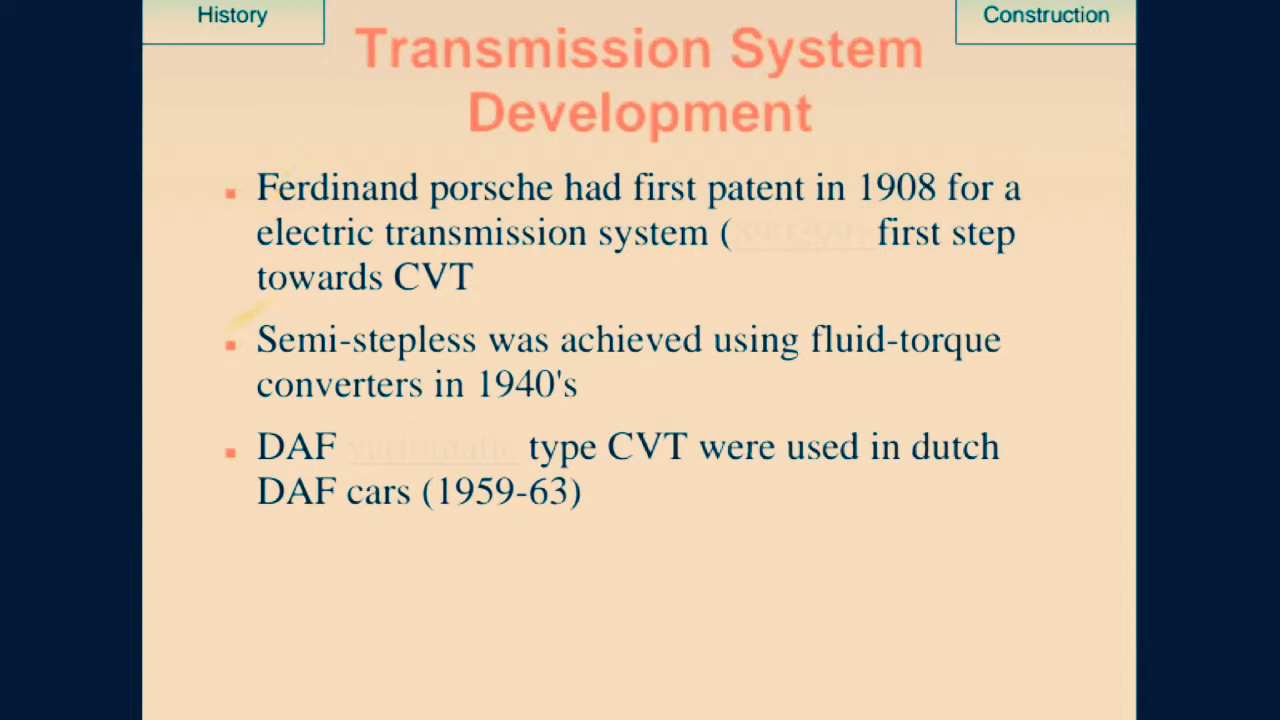 History
Construction
Transmission System
Development
Ferdinand porsche had first patent in 1908 for a
electric transmission system ( first step
towards CVT
Semi-stepless was achieved using fluid-torque
converters in 1940's
DAF variomatic type CVT were used in dutch
DAF cars (1959-63)